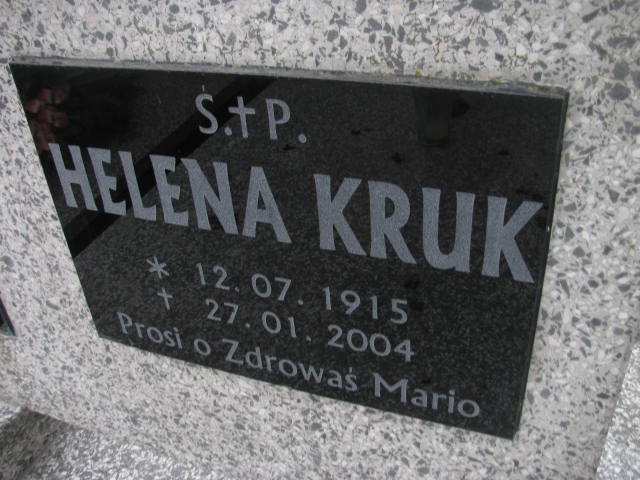 Ś.†P.
HELENA KRUK
* 12.07.1915
† 27.01.2004
Prosi o Zdrowaś Mario